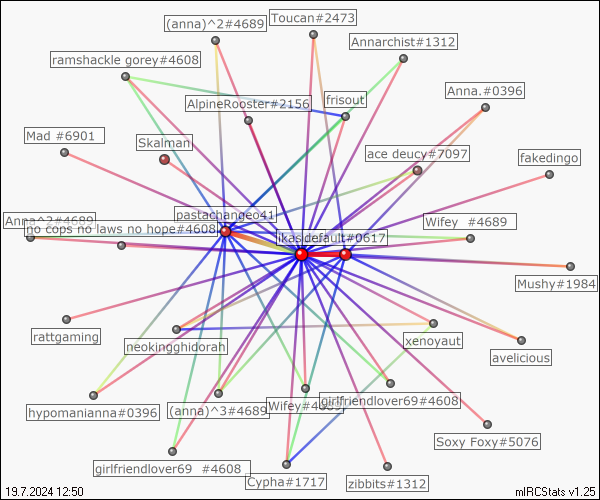 (anna)^2#4689
Toucan#2473
Annarchist#1312
ramshackle gorey#4608
Anna.#0396
AlpineRooster#2156
frisout
Mad #6901
Skalman
ace deucy#7097
fakedingo
pastachangeo41
Anna^2#4689
no cops no laws no hope#4608
Wifey  #4689
default#0617
Mushy#1984
rattgaming
neokingghidorah
xenoyaut
avelicious
hypomanianna#0396
(anna)^3#4689
girlfriendlover69#4608
Soxy Foxy#5076
girlfriendlover69  #4608
Cypha#1717
zibbits#1312
19.7.2024 12:50
mIRCStats v1.25